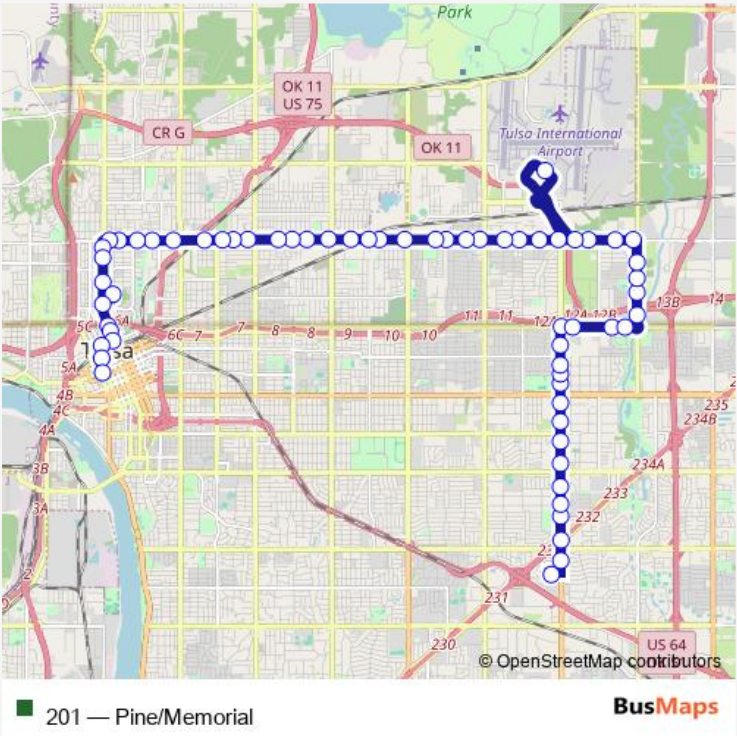 Park
OK 11
US 75
CR G
OK 11
Tulsa International
Airport
13B
14
11
11
12A
12A
12B
5C
6A
6C
7
7
8
8
9
10
10
5A
4B
4C
4A
235
234B
234A
3B
233
3A
232
231
2
230
US 64
© OpenStreetMap contributors
201 — Pine/Memorial
BusMaps